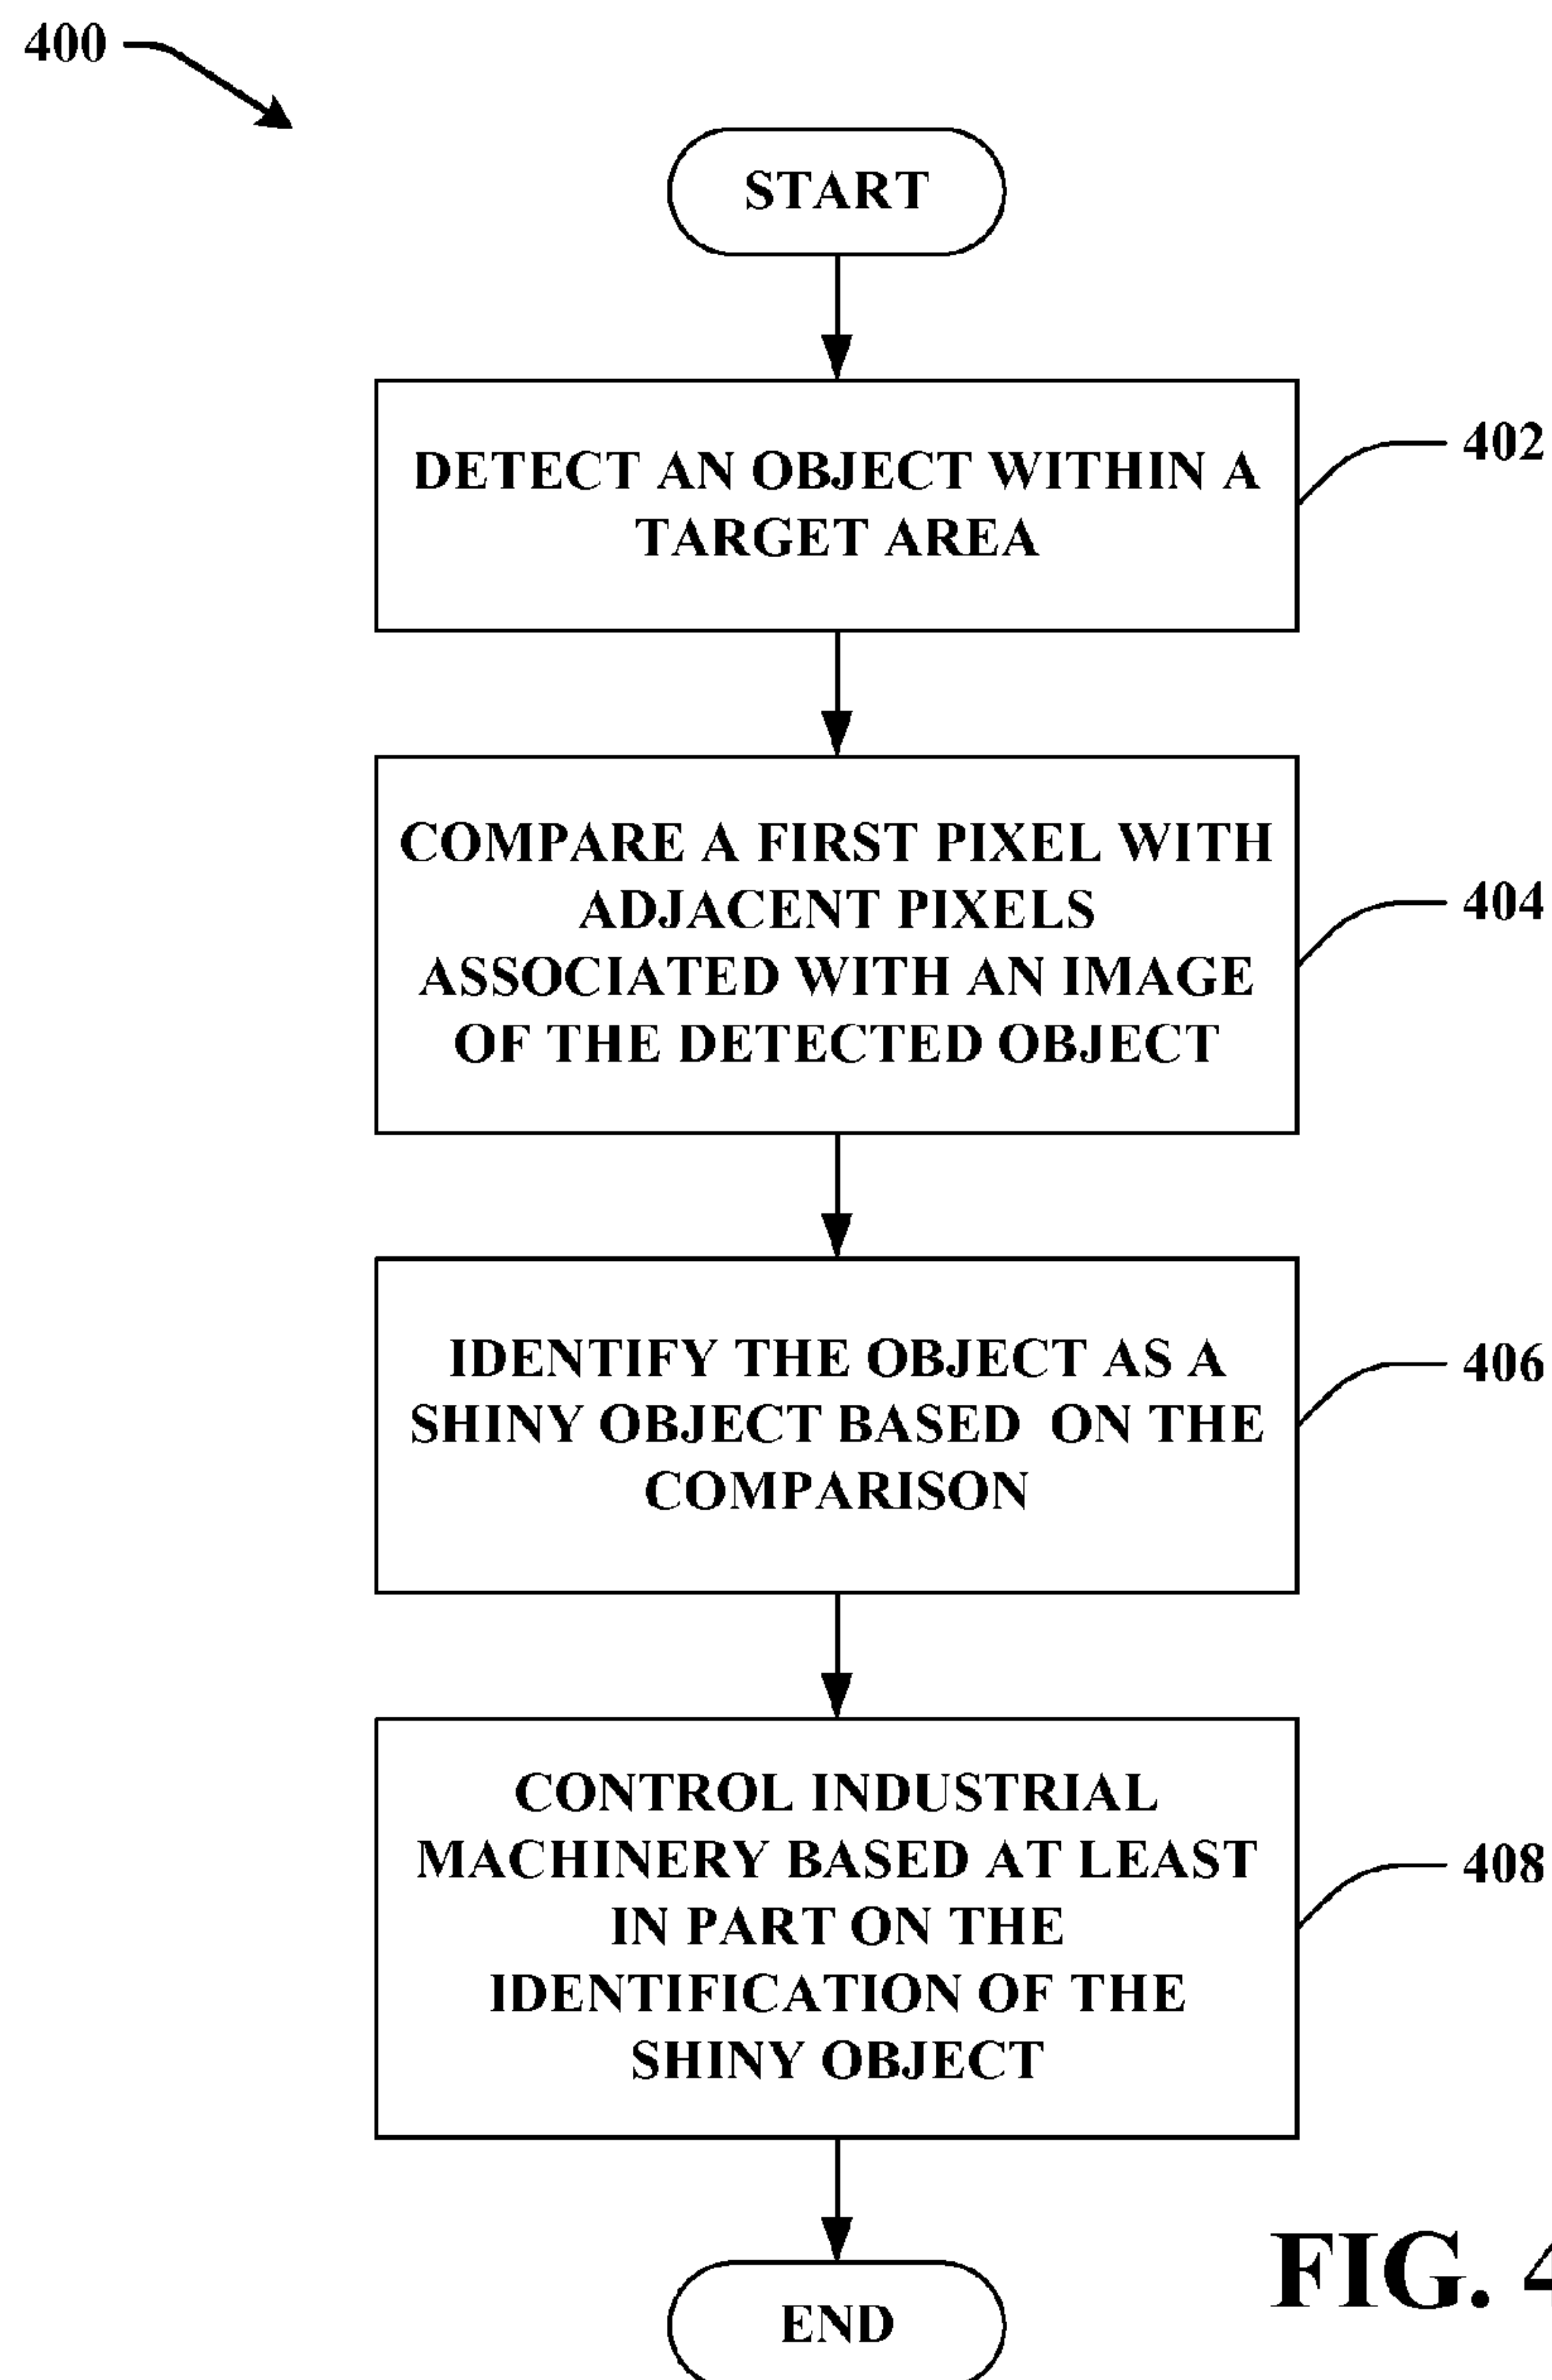 400
START
DETECT AN OBJECT WITHIN A
TARGET AREA
402
COMPARE A FIRST PIXEL WITH
ADJACENT PIXELS
ASSOCIATED WITH AN IMAGE
OF THE DETECTED OBJECT
404
IDENTIFY THE OBJECT AS A
SHINY OBJECT BASED ON THE
COMPARISON
406
CONTROL INDUSTRIAL
MACHINERY BASED AT LEAST
IN PART ON THE
IDENTIFICATION OF THE
SHINY OBJECT
408
END
FIG. 4